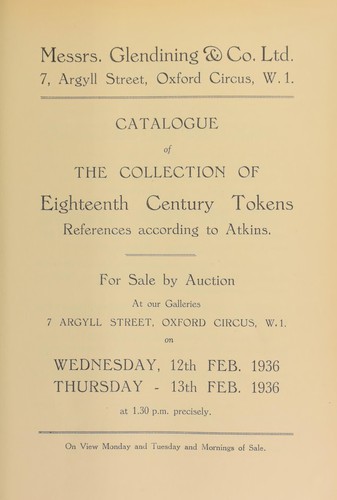 Messrs. Glendining & Co. Ltd.
7, Argyll Street, Oxford Circus, W. 1.
CATALOGUE
of
THE COLLECTION OF
Eighteenth Century Tokens
References according to Atkins.
For Sale by Auction
At our Galleries
7 ARGYLL STREET, OXFORD CIRCUS, W.1.
on
WEDNESDAY, 12th FEB. 1936
THURSDAY - 13th FEB. 1936
at 1.30 p.m. precisely.
On View Monday and Tuesday and Mornings of Sale.